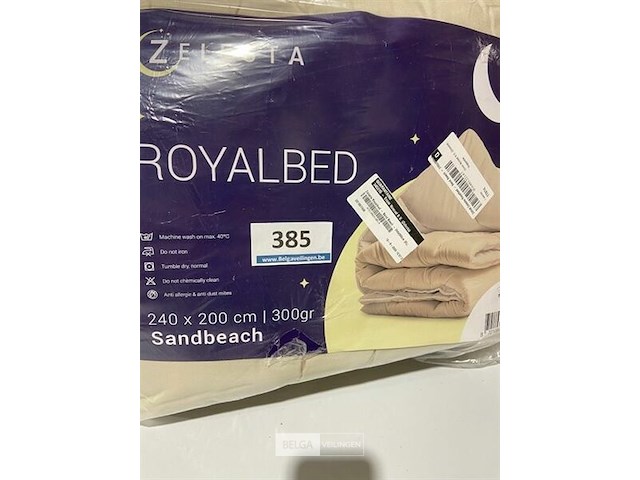 ZELESTA
ROYALBED
385
www.Belgaveilingen.be
Machine wash on max. 40°C
Do not iron
Tumble dry, normal
Do not chemically clean
Anti allergie & anti dust mites
240 x 200 cm | 300gr
Sandbeach
BELGA VEILINGEN